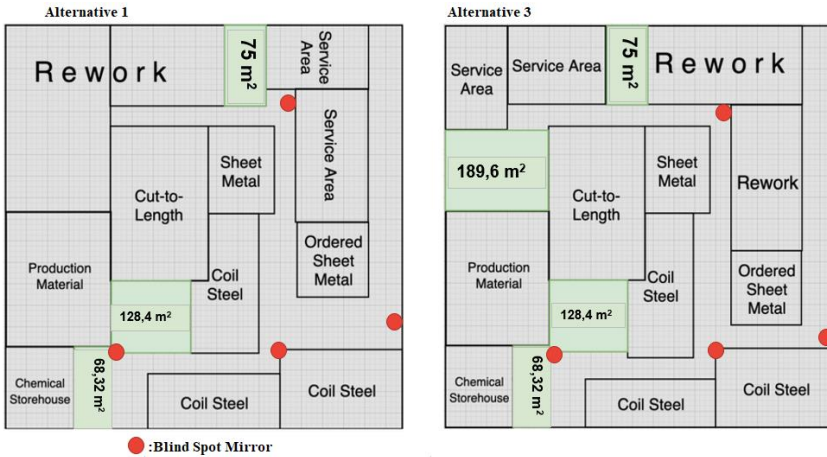 Alternative 1
Rework
75 m²
Service
Area
Service Area
Sheet
Metal
Cut-to-
Length
Ordered
Sheet
Metal
Production
Material
Coil
Steel
128,4 m²
Chemical
Storehouse
68,32 m²
Coil Steel
Coil Steel
:Blind Spot Mirror
Alternative 3
Service
Area
Service Area
75 m²
Rework
189,6 m²
Sheet
Metal
Cut-to-
Length
Rework
Production
Material
Coil
Steel
Ordered
Sheet
Metal
128,4 m²
Chemical
Storehouse
68,32 m²
Coil Steel
Coil Steel